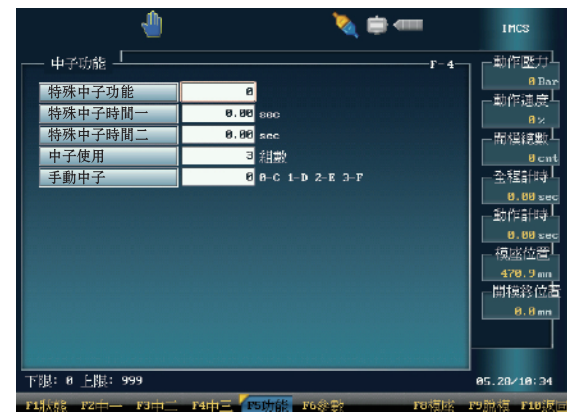 IMCS
中子功能
F-4
特殊中子功能 0
特殊中子時間一 0.00 sec
特殊中子時間二 0.00 sec
中子使用 3 組數
手動中子 0 0-C 1-D 2-E 3-F
動作壓力
0 Bar
動作速度
0 %
開模總數
0 cnt
全程計時
0.00 sec
動作計時
0.00 sec
模座位置
470.9 mm
開模終位置
0.0 mm
下限: 0 上限: 999
05.20/10:34
F1狀態 F2中一 F3中二 F4中三 F5功能 F6參數 F8模座 F9脫模 F10返回